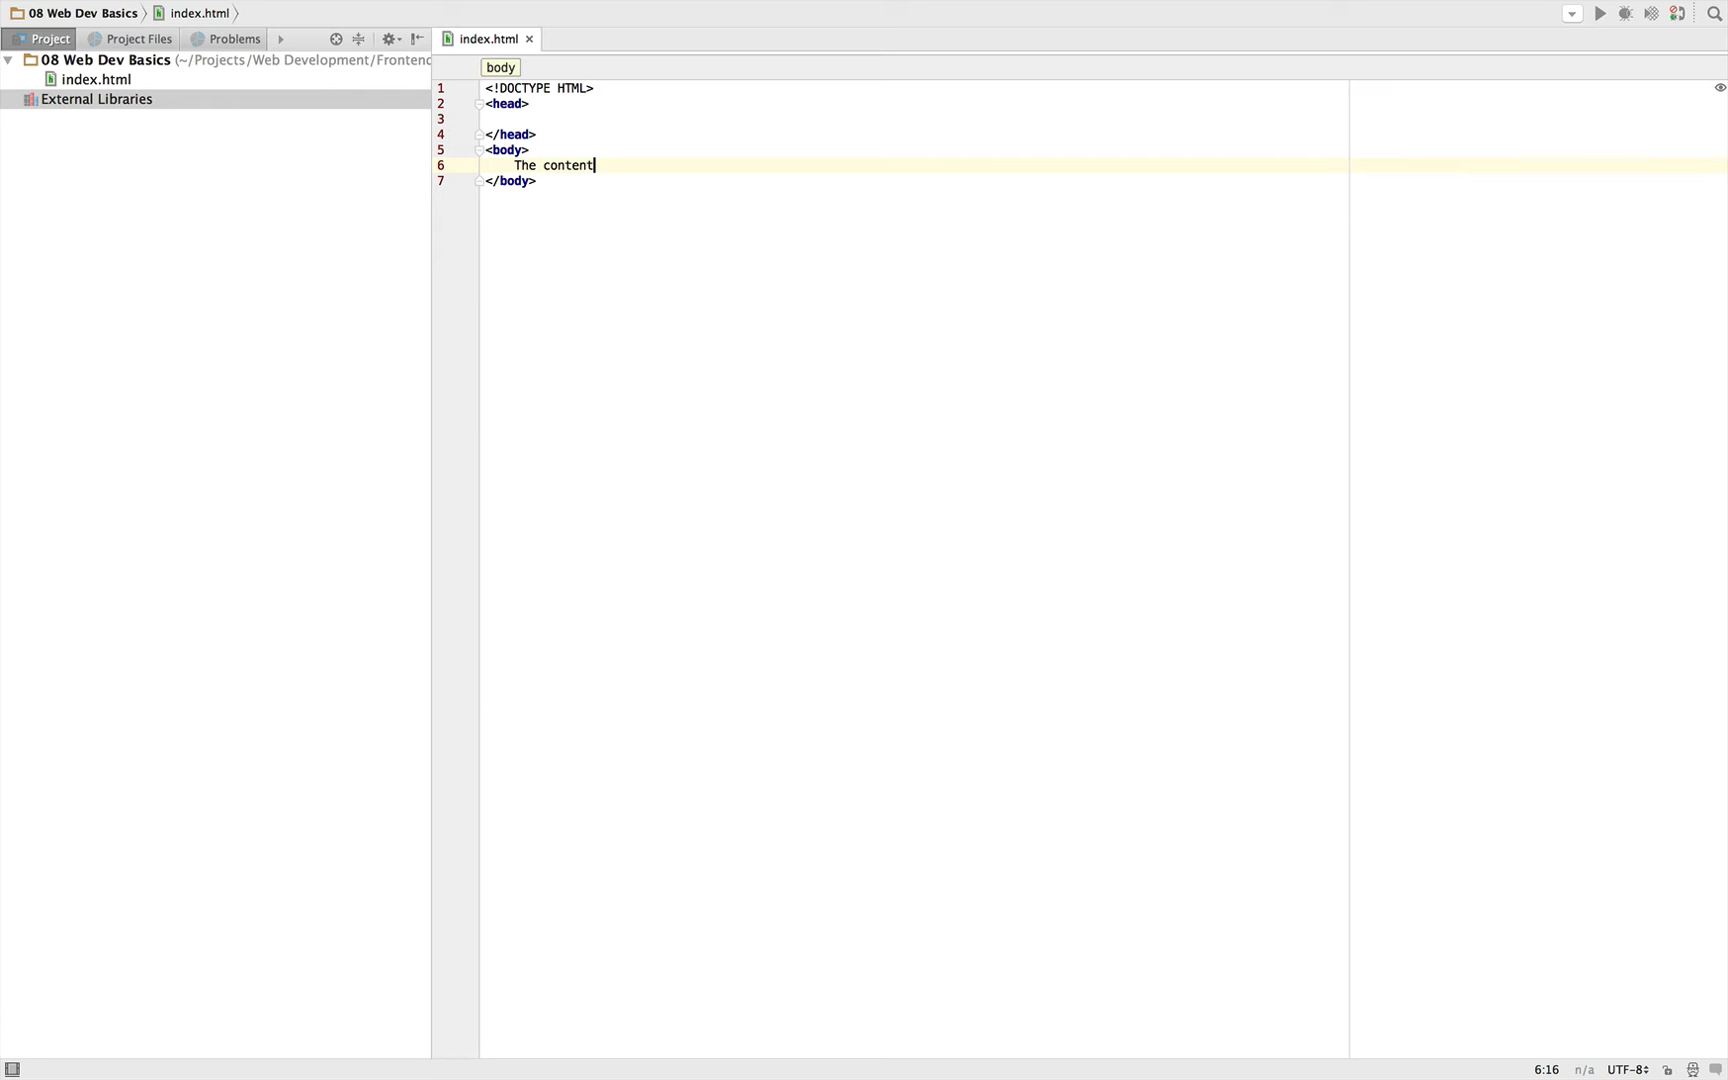 08 Web Dev Basics index.html
Project Project Files Problems index.html
08 Web Dev Basics (~/Projects/Web Development/Frontend
index.html
External Libraries
body
1 <!DOCTYPE HTML>
2 <head>
3
4 </head>
5 <body>
6 The content
7 </body>
6:16 n/a UTF-8